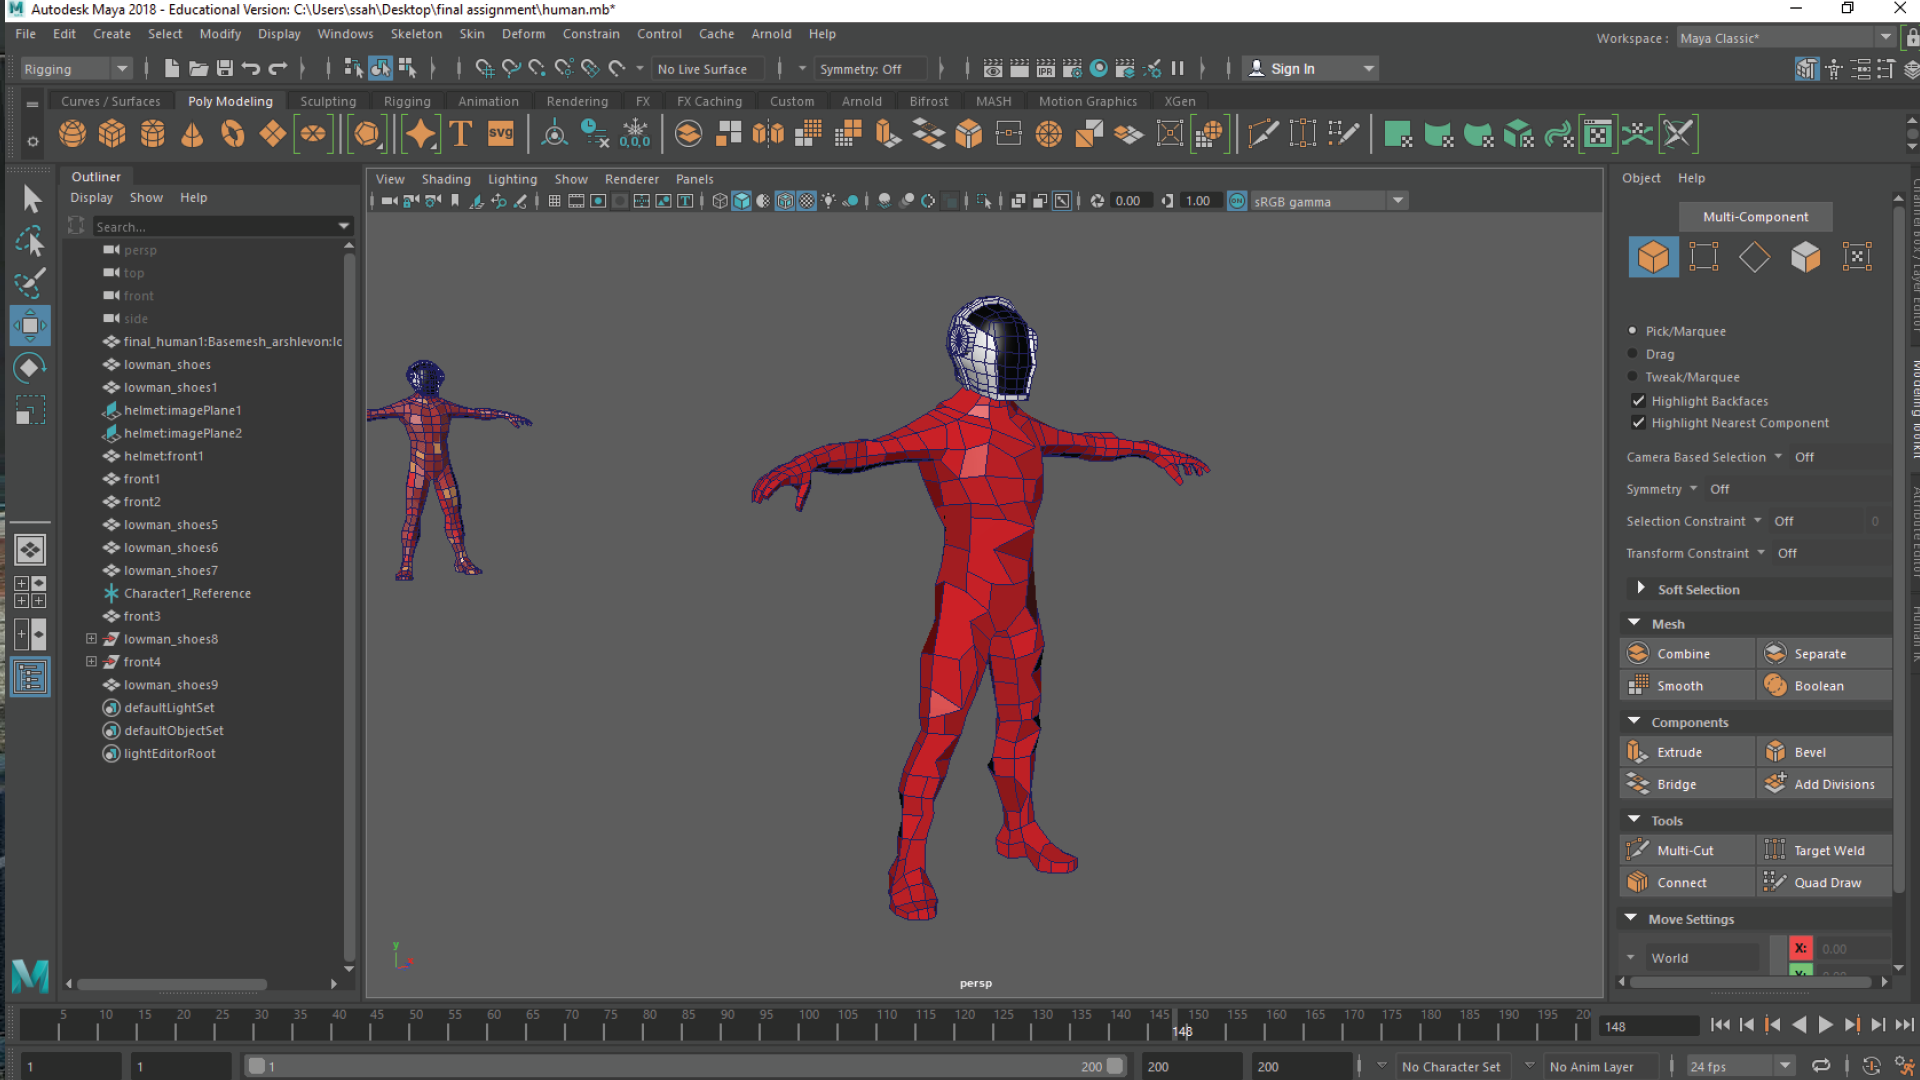 Autodesk Maya 2018 - Educational Version: C:\Users\ssah\Desktop\final assignment\human.mb*
File Edit Create Select Modify Display Windows Skeleton Skin Deform Constrain Control Cache Arnold Help
Workspace : Maya Classic*
Rigging No Live Surface Symmetry: Off Sign In
Curves / Surfaces Poly Modeling Sculpting Rigging Animation Rendering FX FX Caching Custom Arnold Bifrost MASH Motion Graphics XGen
T SVG 0,0,0
Outliner
Display Show Help
Search...
persp
top
front
side
final_human1:Basemesh_arshlevon:lc
lowman_shoes
lowman_shoes1
helmet:imagePlane1
helmet:imagePlane2
helmet:front1
front1
front2
lowman_shoes5
lowman_shoes6
lowman_shoes7
Character1_Reference
front3
lowman_shoes8
front4
lowman_shoes9
defaultLightSet
defaultObjectSet
lightEditorRoot
View Shading Lighting Show Renderer Panels
0.00 1.00 ON sRGB gamma
y
persp
Object Help
Multi-Component
Pick/Marquee
Drag
Tweak/Marquee
Highlight Backfaces
Highlight Nearest Component
Camera Based Selection Off
Symmetry Off
Selection Constraint Off 0
Transform Constraint Off
Soft Selection
Mesh
Combine Separate
Smooth Boolean
Components
Extrude Bevel
Bridge Add Divisions
Tools
Multi-Cut Target Weld
Connect Quad Draw
Move Settings
World X: 0.00
5 10 15 20 25 30 35 40 45 50 55 60 65 70 75 80 85 90 95 100 105 110 115 120 125 130 135 140 145 150 155 160 165 170 175 180 185 190 195 20
148
148
1 1 1 200 200 200 No Character Set No Anim Layer 24 fps